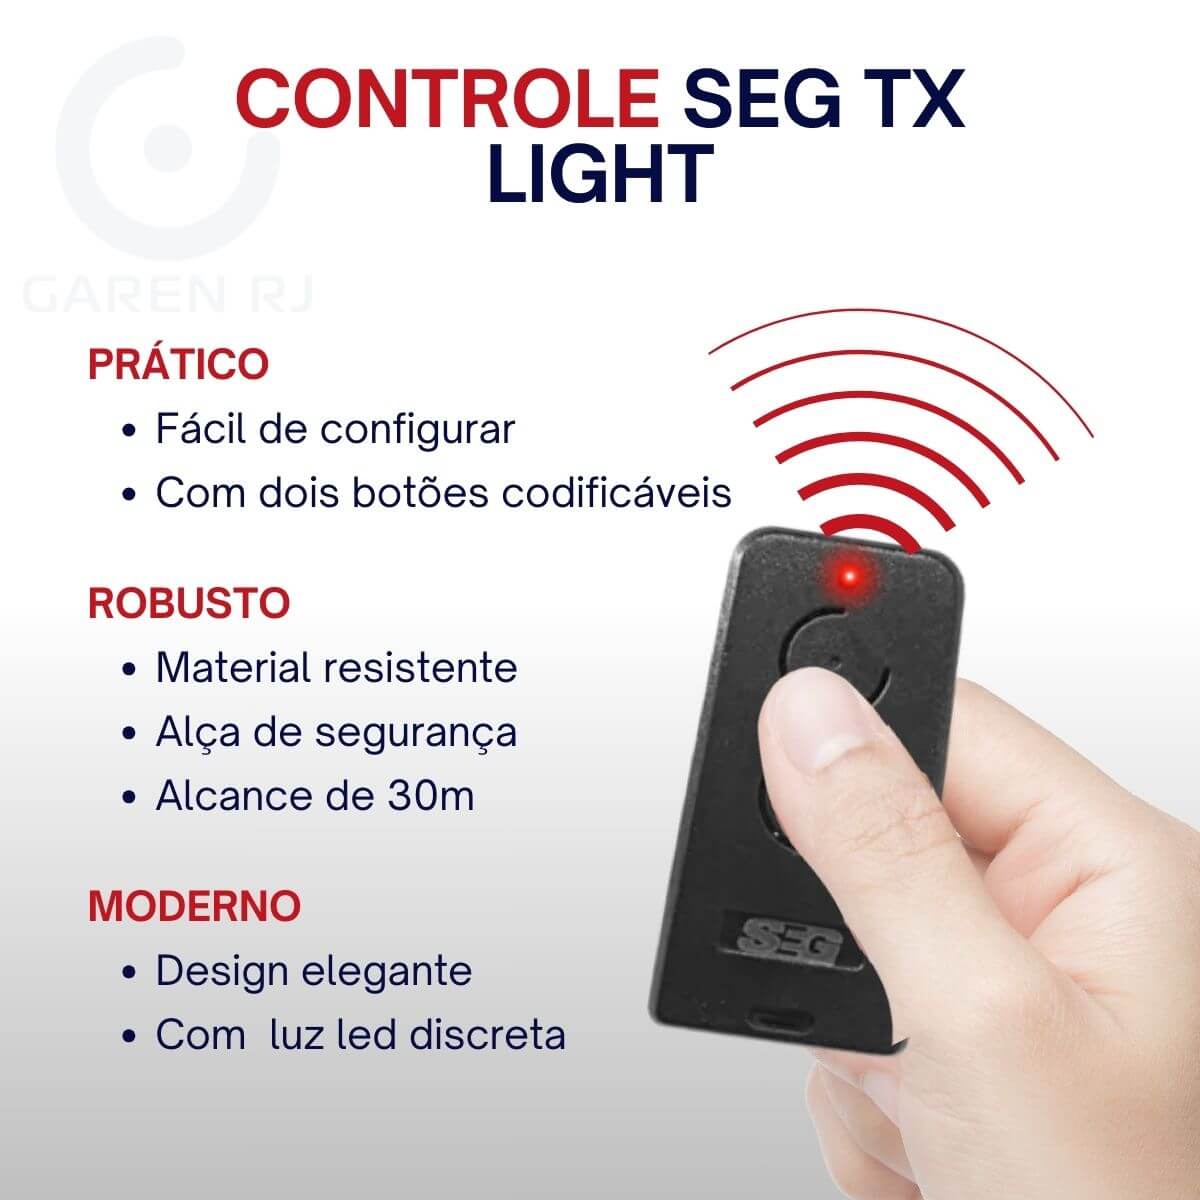 CONTROLE SEG TX
LIGHT
GAREN RJ
PRÁTICO
• Fácil de configurar
• Com dois botões codificáveis
ROBUSTO
• Material resistente
• Alça de segurança
• Alcance de 30m
MODERNO
• Design elegante
• Com  luz led discreta
SEG